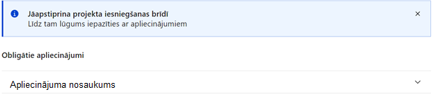 Jāapstiprina projekta iesniegšanas brīdī
Līdz tam lūgums iepazīties ar apliecinājumiem
Obligātie apliecinājumi
Apliecinājuma nosaukums